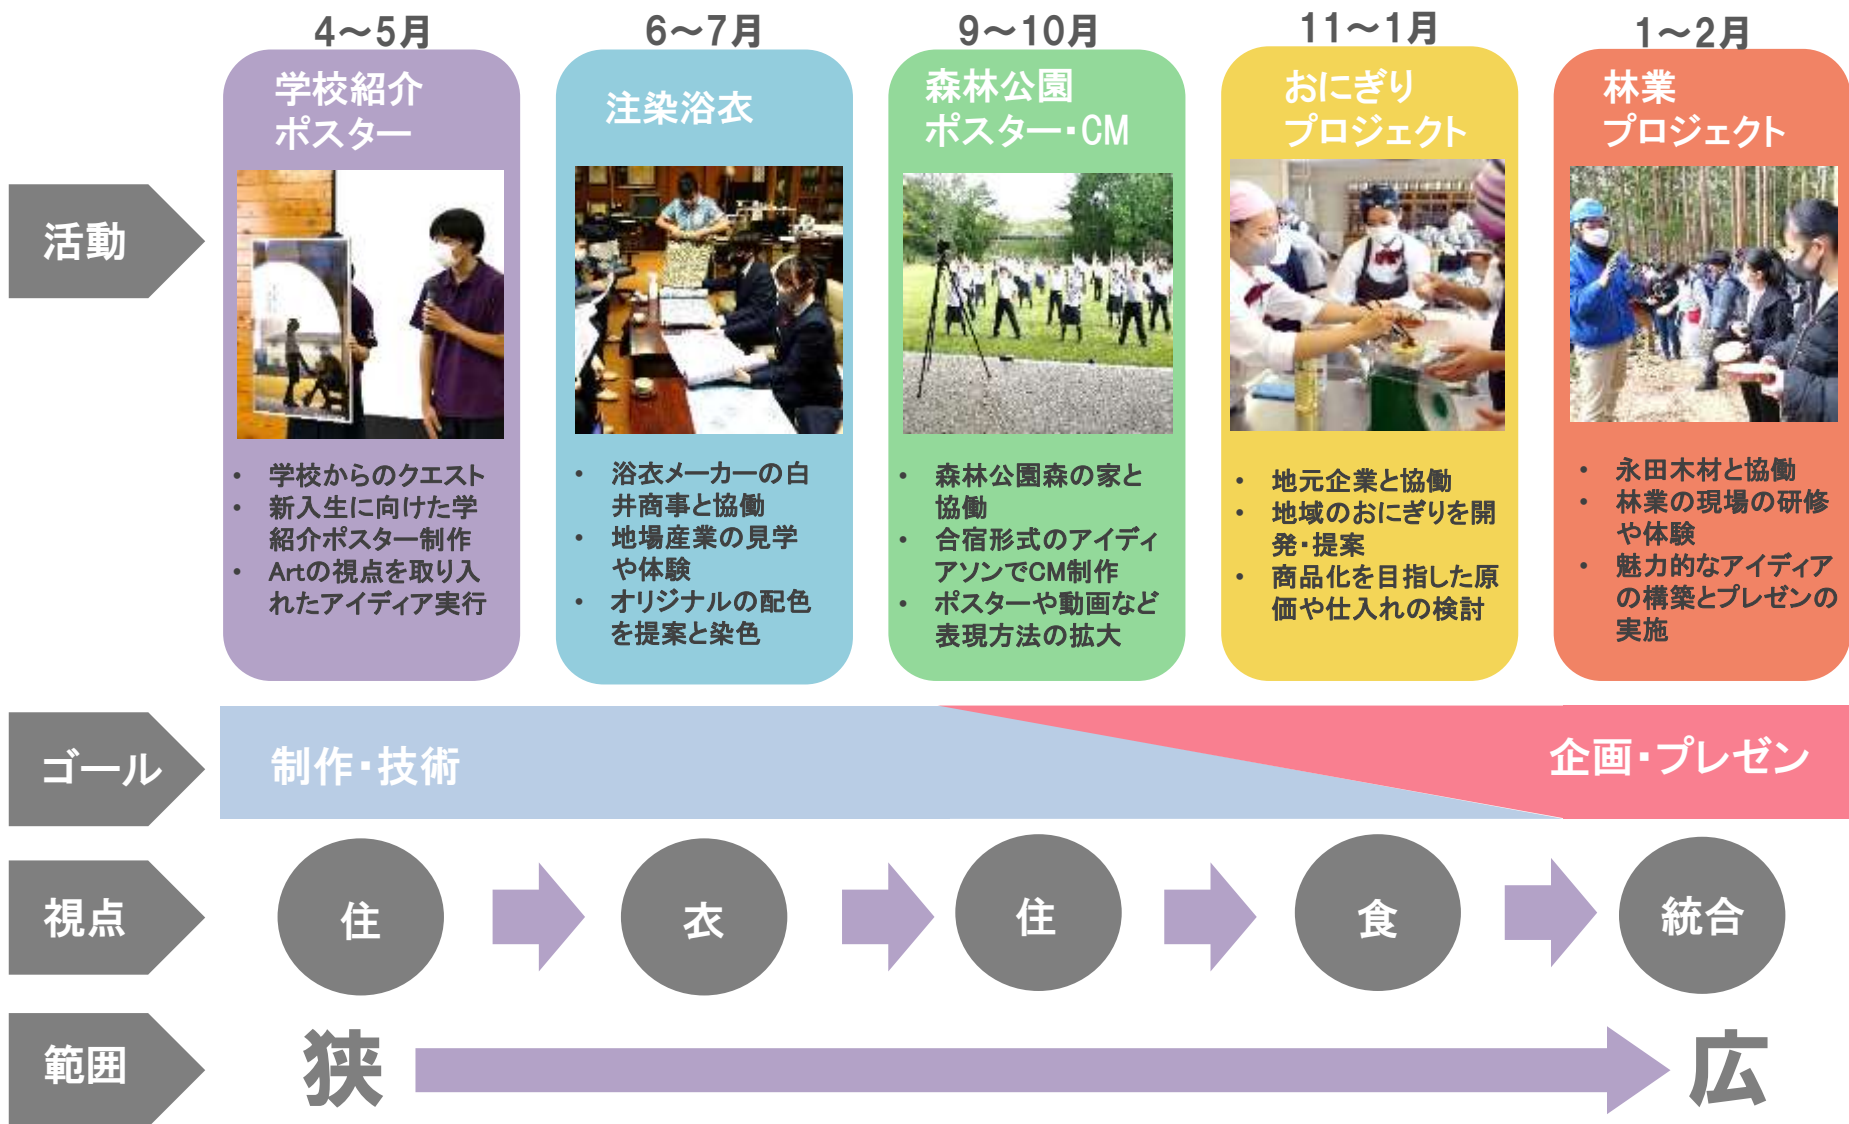 4～5月
6～7月
9～10月
11～1月
1～2月
活動
学校紹介
ポスター
・ 学校からのクエスト
・ 新入生に向けた学
紹介ポスター制作
・ Artの視点を取り入
れたアイディア実行
注染浴衣
・ 浴衣メーカーの白
井商事と協働
・ 地場産業の見学
や体験
・ オリジナルの配色
を提案と染色
森林公園
ポスター・CM
・ 森林公園森の家と
協働
・ 合宿形式のアイディ
アソンでCM制作
・ ポスターや動画など
表現方法の拡大
おにぎり
プロジェクト
・ 地元企業と協働
・ 地域のおにぎりを開
発・提案
・ 商品化を目指した原
価や仕入れの検討
林業
プロジェクト
・ 永田木材と協働
・ 林業の現場の研修
や体験
・ 魅力的なアイディア
の構築とプレゼンの
実施
ゴール
制作・技術
企画・プレゼン
視点
住
衣
住
食
統合
範囲
狭
広